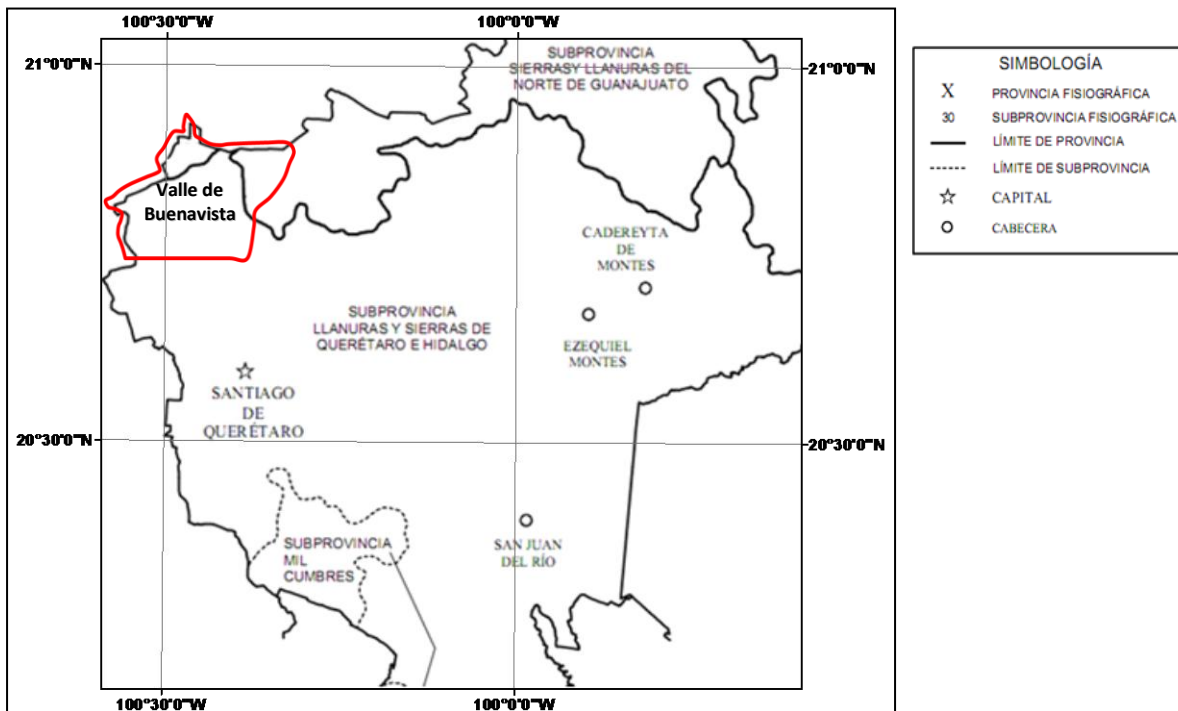 100°30'0"W
100°0'0"W
21°0'0"N
21°0'0"N
SUBPROVINCIA
SIERRASY LLANURAS DEL
NORTE DE GUANAJUATO
Valle de
Buenavista
CADEREYTA
DE
MONTES
SUBPROVINCIA
LLANURAS Y SIERRAS DE
QUERÉTARO E HIDALGO
EZEQUIEL
MONTES
SANTIAGO
DE
QUERÉTARO
20°30'0"N
20°30'0"N
SUBPROVINCIA
MIL
CUMBRES
SAN JUAN
DEL RÍO
100°30'0"W
100°0'0"W
SIMBOLOGÍA
X PROVINCIA FISIOGRÁFICA
30 SUBPROVINCIA FISIOGRÁFICA
LÍMITE DE PROVINCIA
LÍMITE DE SUBPROVINCIA
CAPITAL
CABECERA